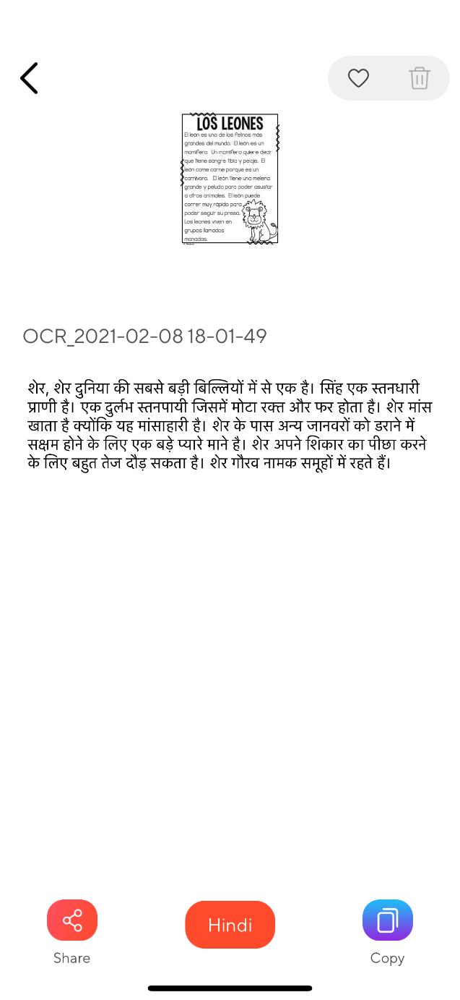 LOS LEONES
El león es uno de los felinos más
grandes del mundo. El león es un
mamífero. Un mamífero quiere decir
que tiene sangre tibia y pelaje. El
león come carne porque es un
carnívoro. El león tiene una melena
grande y peluda para poder asustar
a otros animales. El león puede
correr muy rápido para
poder seguir su presa.
Los leones viven en
grupos llamados
manadas.
OCR_2021-02-08 18-01-49
शेर, शेर दुनिया की सबसे बड़ी बिल्लियों में से एक है। सिंह एक स्तनधारी
प्राणी है। एक दुर्लभ स्तनपायी जिसमें मोटा रक्त और फर होता है। शेर मांस
खाता है क्योंकि यह मांसाहारी है। शेर के पास अन्य जानवरों को डराने में
सक्षम होने के लिए एक बड़े प्यारे माने है। शेर अपने शिकार का पीछा करने
के लिए बहुत तेज दौड़ सकता है। शेर गौरव नामक समूहों में रहते हैं।
Hindi
Share
Copy